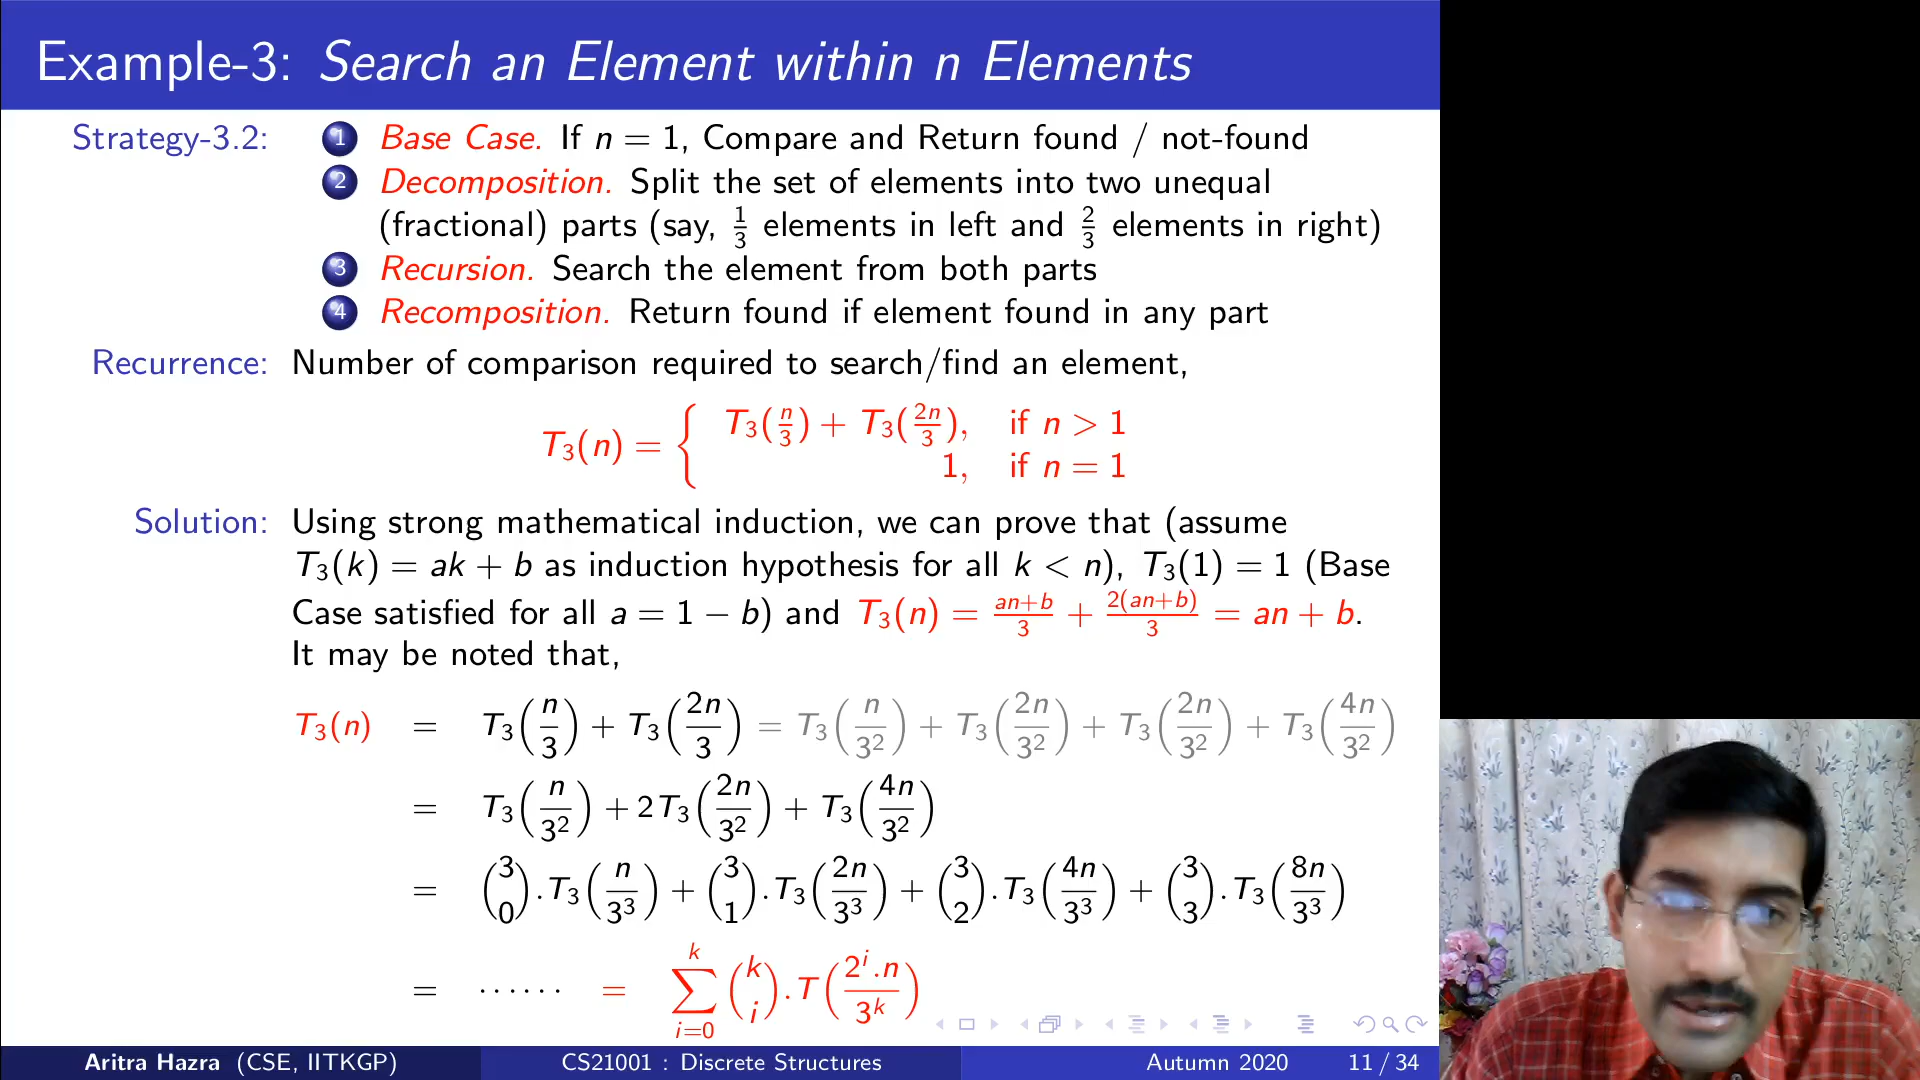 Example-3: Search an Element within n Elements
Strategy-3.2: 1 Base Case. If n = 1, Compare and Return found / not-found
2 Decomposition. Split the set of elements into two unequal
(fractional) parts (say, 1/3 elements in left and 2/3 elements in right)
3 Recursion. Search the element from both parts
4 Recomposition. Return found if element found in any part
Recurrence: Number of comparison required to search/find an element,
T₃(n) = { T₃(n/3) + T₃(2n/3), if n > 1
1, if n = 1
Solution: Using strong mathematical induction, we can prove that (assume
T₃(k) = ak + b as induction hypothesis for all k < n), T₃(1) = 1 (Base
Case satisfied for all a = 1 − b) and T₃(n) = (an+b)/3 + 2(an+b)/3 = an + b.
It may be noted that,
T₃(n) = T₃(n/3) + T₃(2n/3) = T₃(n/3²) + T₃(2n/3²) + T₃(2n/3²) + T₃(4n/3²)
= T₃(n/3²) + 2T₃(2n/3²) + T₃(4n/3²)
= (3 0).T₃(n/3³) + (3 1).T₃(2n/3³) + (3 2).T₃(4n/3³) + (3 3).T₃(8n/3³)
= ...... = ∑_{i=0}^{k} (k i).T(2ⁱ.n/3ᵏ)
Aritra Hazra (CSE, IITKGP) CS21001 : Discrete Structures Autumn 2020 11 / 34